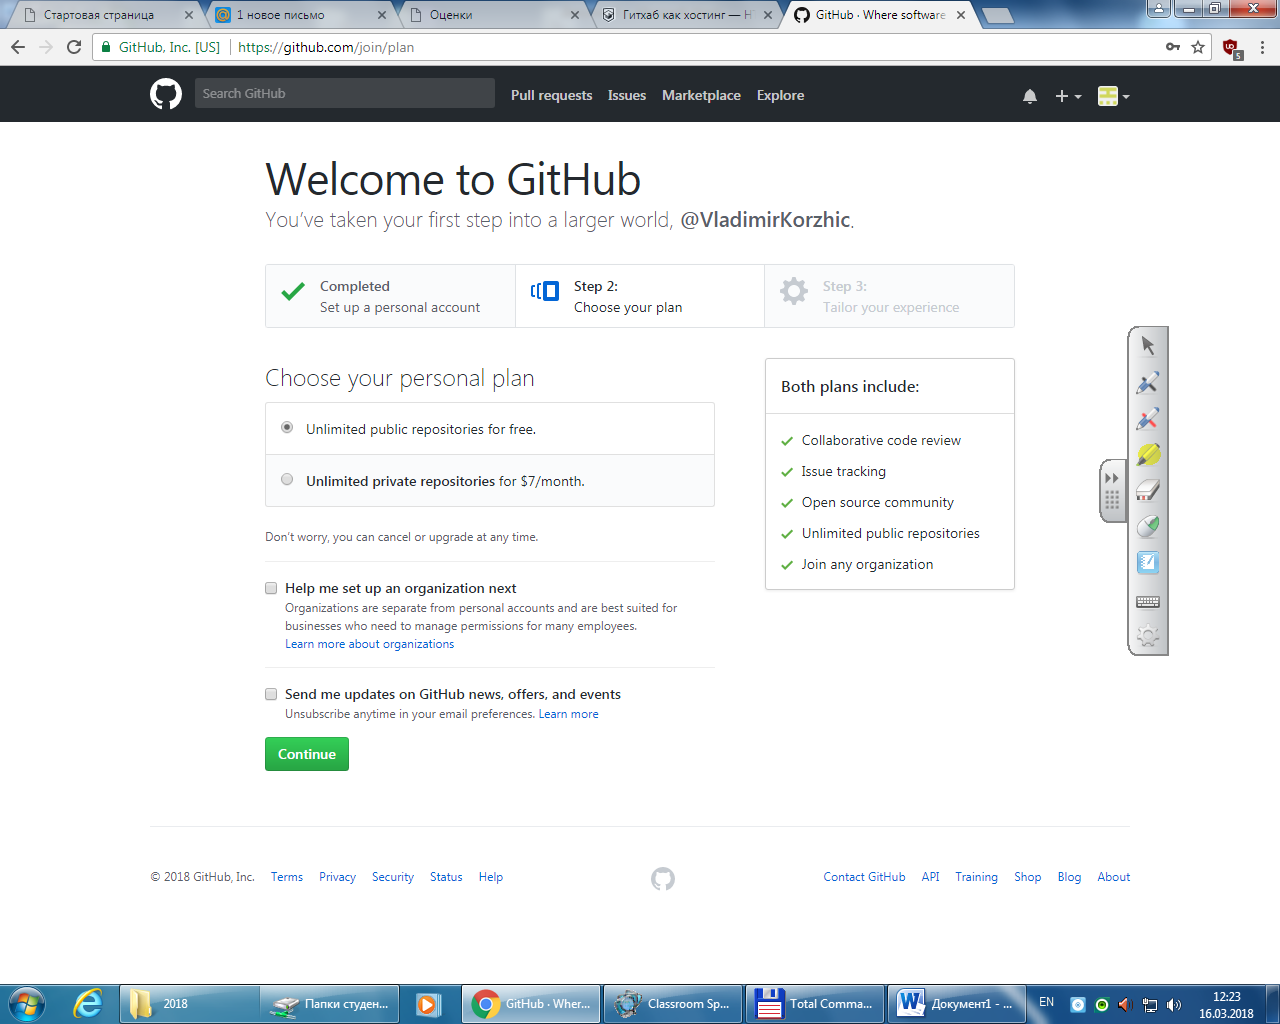 Стартовая страница
1 новое письмо
Оценки
Гитхаб как хостинг — H
GitHub · Where software
GitHub, Inc. [US]
https://github.com/join/plan
5
Search GitHub
Pull requests Issues Marketplace Explore
Welcome to GitHub
You’ve taken your first step into a larger world, @VladimirKorzhic.
Completed
Set up a personal account
Step 2:
Choose your plan
Step 3:
Tailor your experience
Choose your personal plan
Unlimited public repositories for free.
Unlimited private repositories for $7/month.
Don’t worry, you can cancel or upgrade at any time.
Both plans include:
Collaborative code review
Issue tracking
Open source community
Unlimited public repositories
Join any organization
Help me set up an organization next
Organizations are separate from personal accounts and are best suited for
businesses who need to manage permissions for many employees.
Learn more about organizations
Send me updates on GitHub news, offers, and events
Unsubscribe anytime in your email preferences. Learn more
Continue
© 2018 GitHub, Inc. Terms Privacy Security Status Help
Contact GitHub API Training Shop Blog About
2018
Папки студен...
GitHub · Wher...
Classroom Sp...
Total Comma...
Документ1 - ...
EN
12:23
16.03.2018